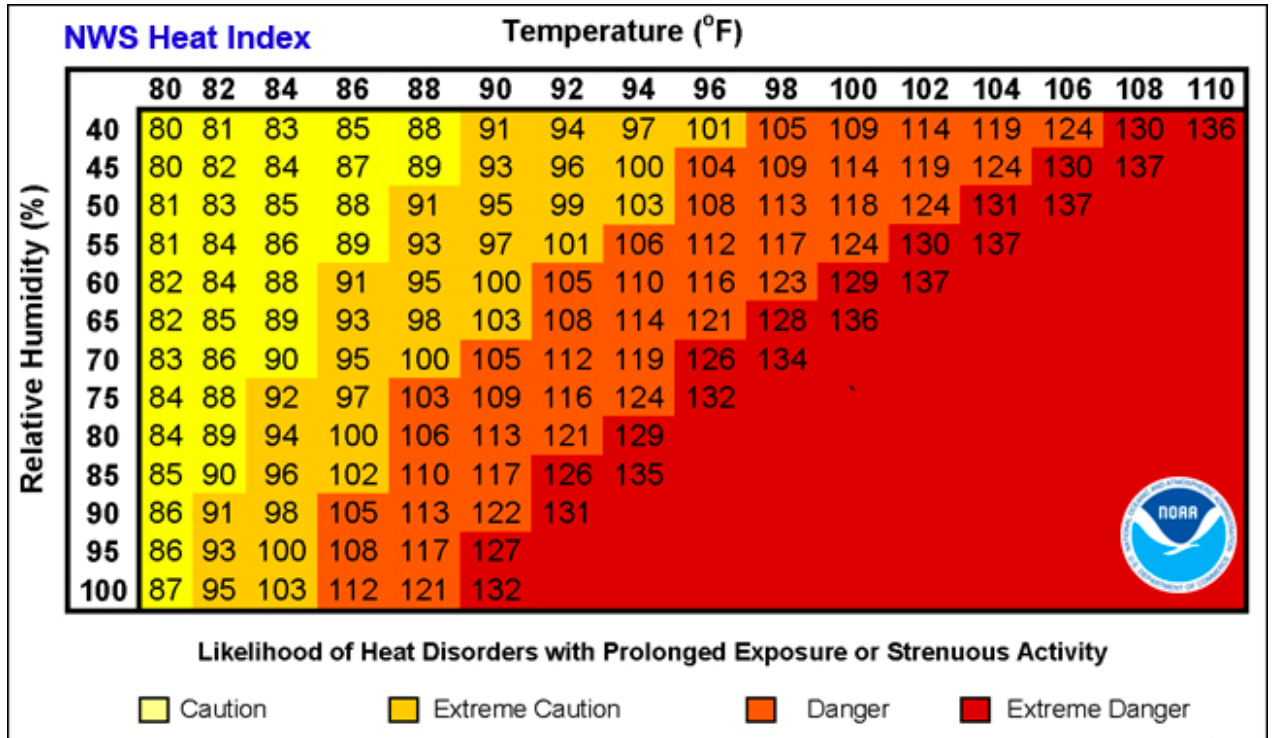 NWS Heat Index Temperature (°F)
80 82 84 86 88 90 92 94 96 98 100 102 104 106 108 110
Relative Humidity (%)
40 80 81 83 85 88 91 94 97 101 105 109 114 119 124 130 136
45 80 82 84 87 89 93 96 100 104 109 114 119 124 130 137
50 81 83 85 88 91 95 99 103 108 113 118 124 131 137
55 81 84 86 89 93 97 101 106 112 117 124 130 137
60 82 84 88 91 95 100 105 110 116 123 129 137
65 82 85 89 93 98 103 108 114 121 128 136
70 83 86 90 95 100 105 112 119 126 134
75 84 88 92 97 103 109 116 124 132
80 84 89 94 100 106 113 121 129
85 85 90 96 102 110 117 126 135
90 86 91 98 105 113 122 131
95 86 93 100 108 117 127
100 87 95 103 112 121 132
NATIONAL OCEANIC AND ATMOSPHERIC ADMINISTRATION
NOAA
U.S. DEPARTMENT OF COMMERCE
Likelihood of Heat Disorders with Prolonged Exposure or Strenuous Activity
Caution Extreme Caution Danger Extreme Danger